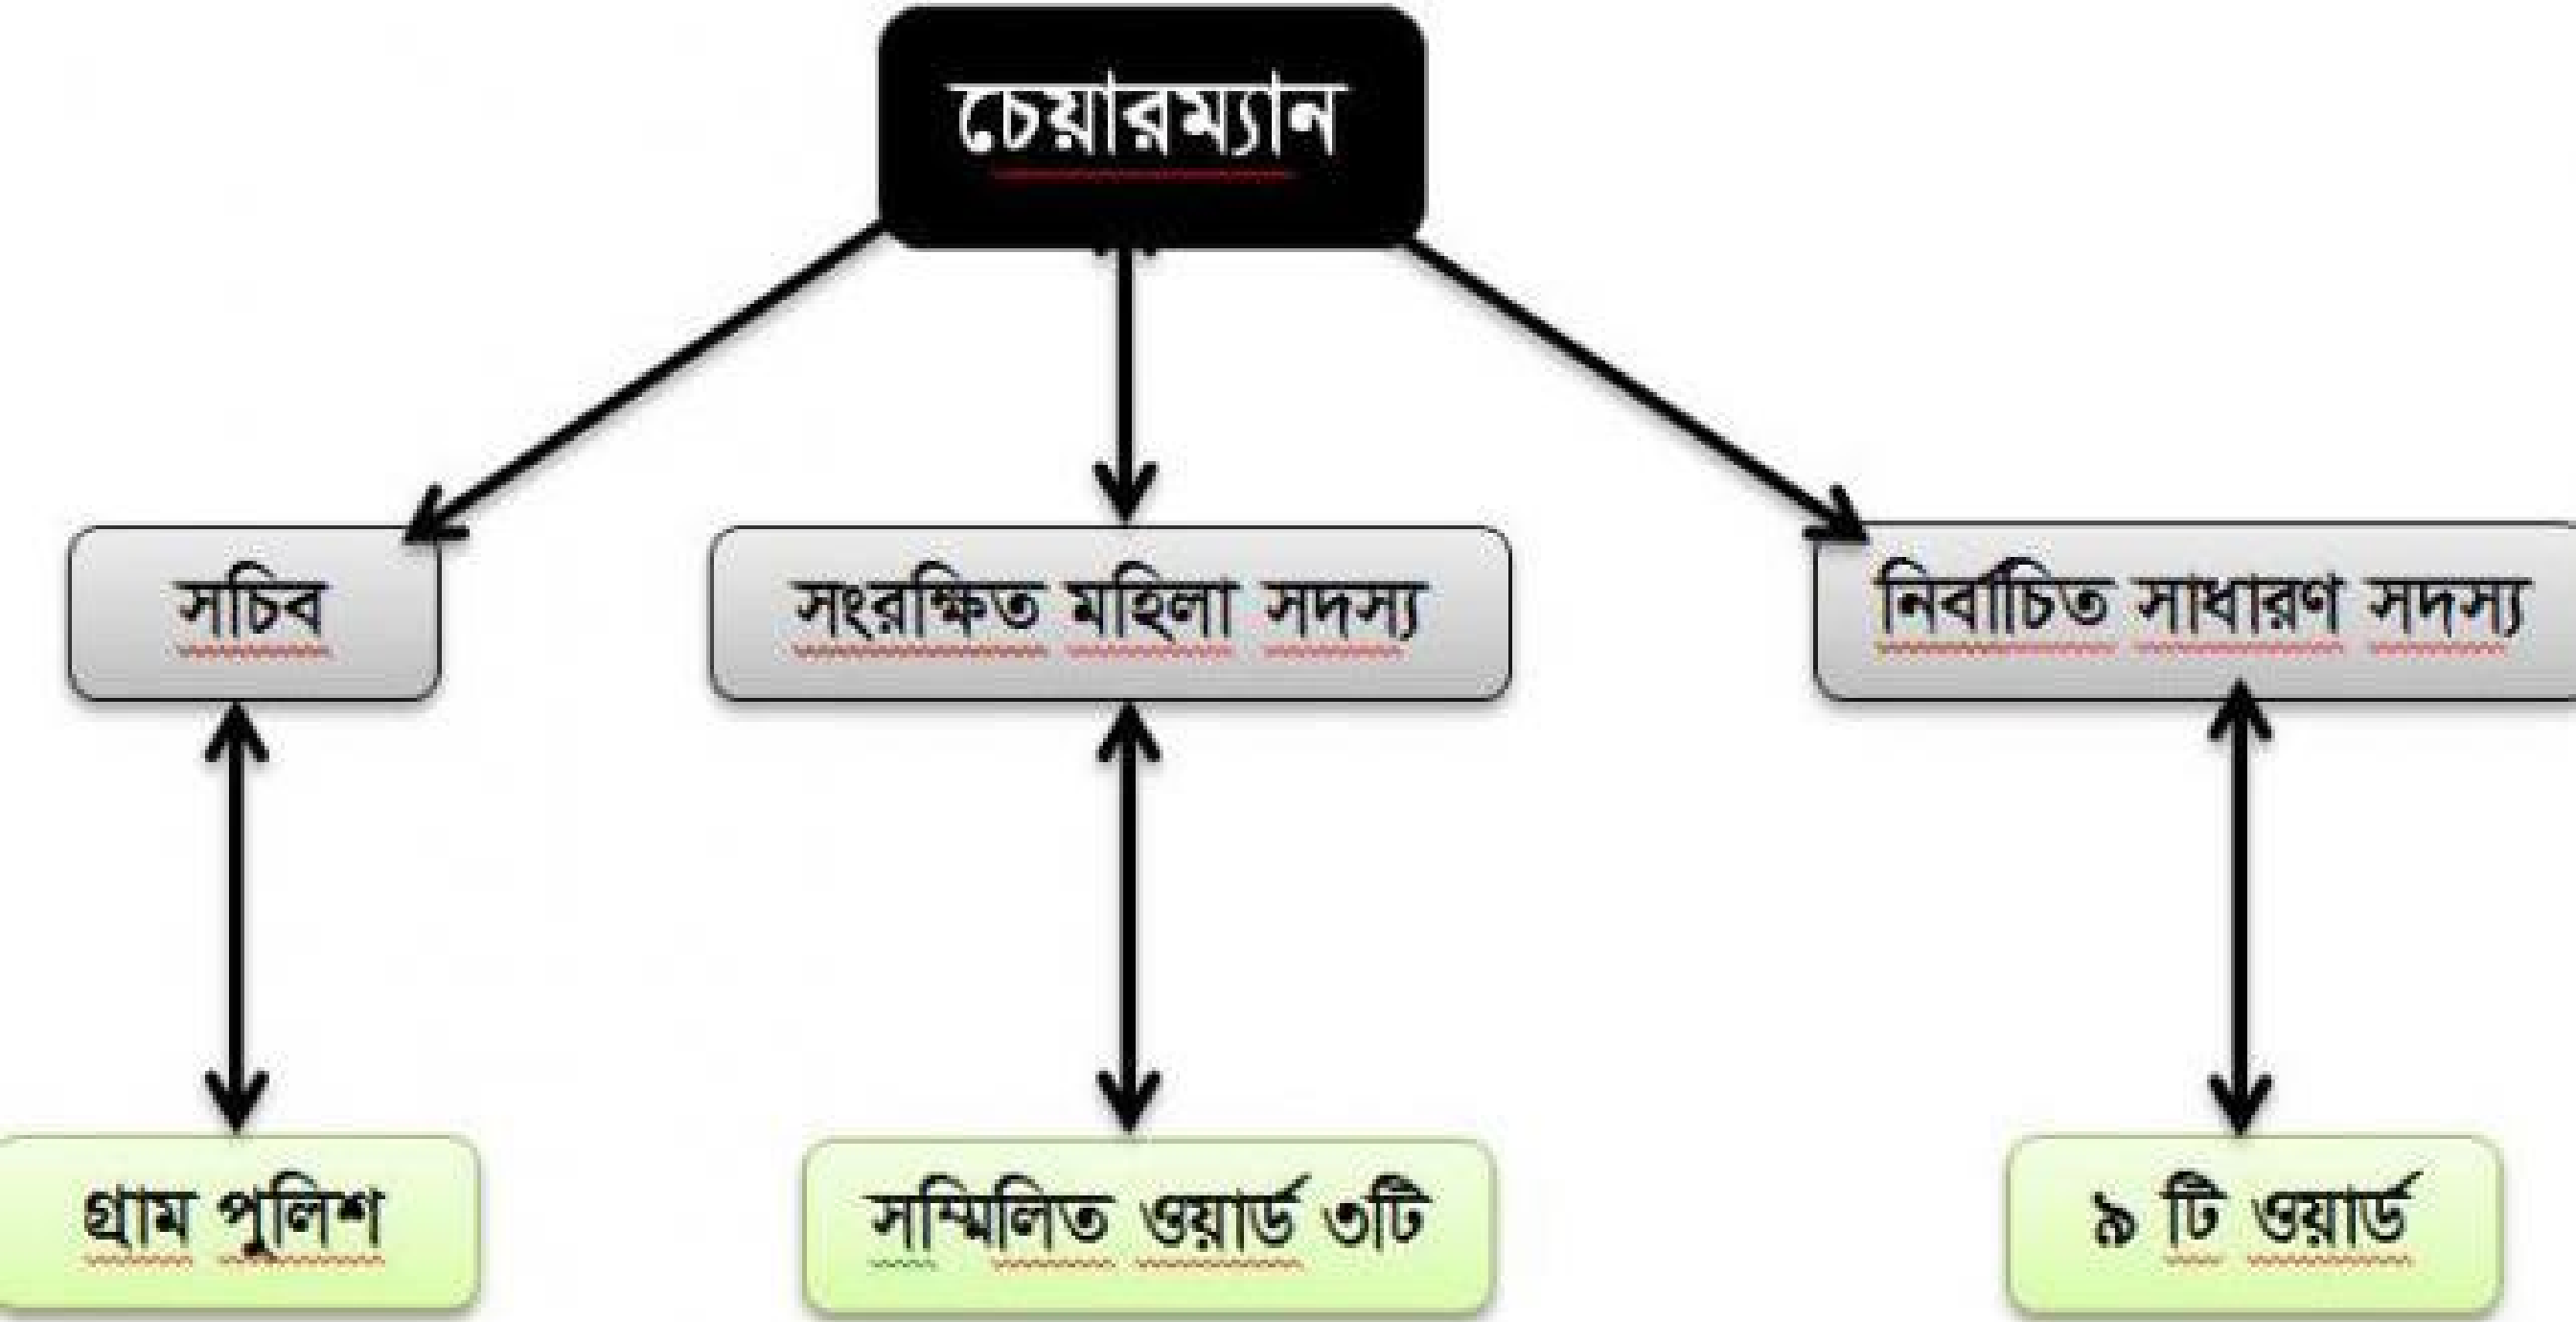 চেয়ারম্যান
সচিব
সংরক্ষিত মহিলা সদস্য
নির্বাচিত সাধারণ সদস্য
গ্রাম পুলিশ
সম্মিলিত ওয়ার্ড ৩টি
৯ টি ওয়ার্ড